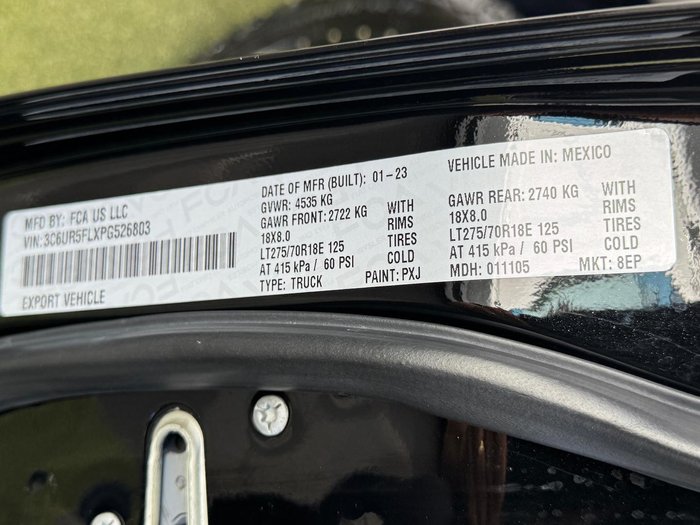 MFD BY: FCA US LLC
VIN:3C6UR5FLXPG526803
EXPORT VEHICLE
DATE OF MFR (BUILT): 01-23
GVWR: 4535 KG
GAWR FRONT: 2722 KG WITH
18X8.0 RIMS
LT275/70R18E 125 TIRES
AT 415 kPa / 60 PSI COLD
TYPE: TRUCK PAINT: PXJ
VEHICLE MADE IN: MEXICO
GAWR REAR: 2740 KG WITH
18X8.0 RIMS
LT275/70R18E 125 TIRES
AT 415 kPa / 60 PSI COLD
MDH: 011105 MKT: 8EP